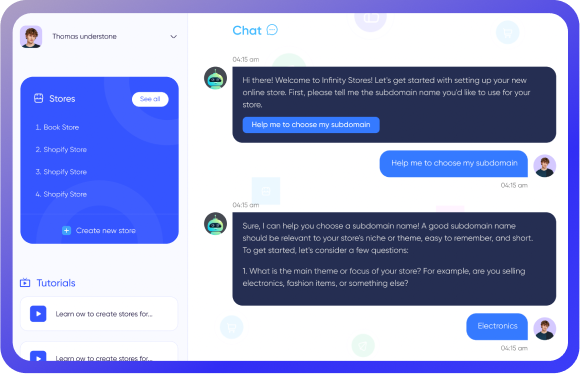 Thomas understone
Stores
See all
1. Book Store
2. Shopify Store
3. Shopify Store
4. Shopify Store
Create new store
Tutorials
Learn ow to create stores for...
Learn ow to create stores for...
Chat
04:15 am
Hi there! Welcome to Infinity Stores! Let's get started with setting up your new
online store. First, please tell me the subdomain name you'd like to use for your
store.
Help me to choose my subdomain
Help me to choose my subdomain
04:15 am
04:15 am
Sure, I can help you choose a subdomain name! A good subdomain name
should be relevant to your store's niche or theme, easy to remember, and short.
To get started, let's consider a few questions:
1. What is the main theme or focus of your store? For example, are you selling
electronics, fashion items, or something else?
Electronics
04:15 am